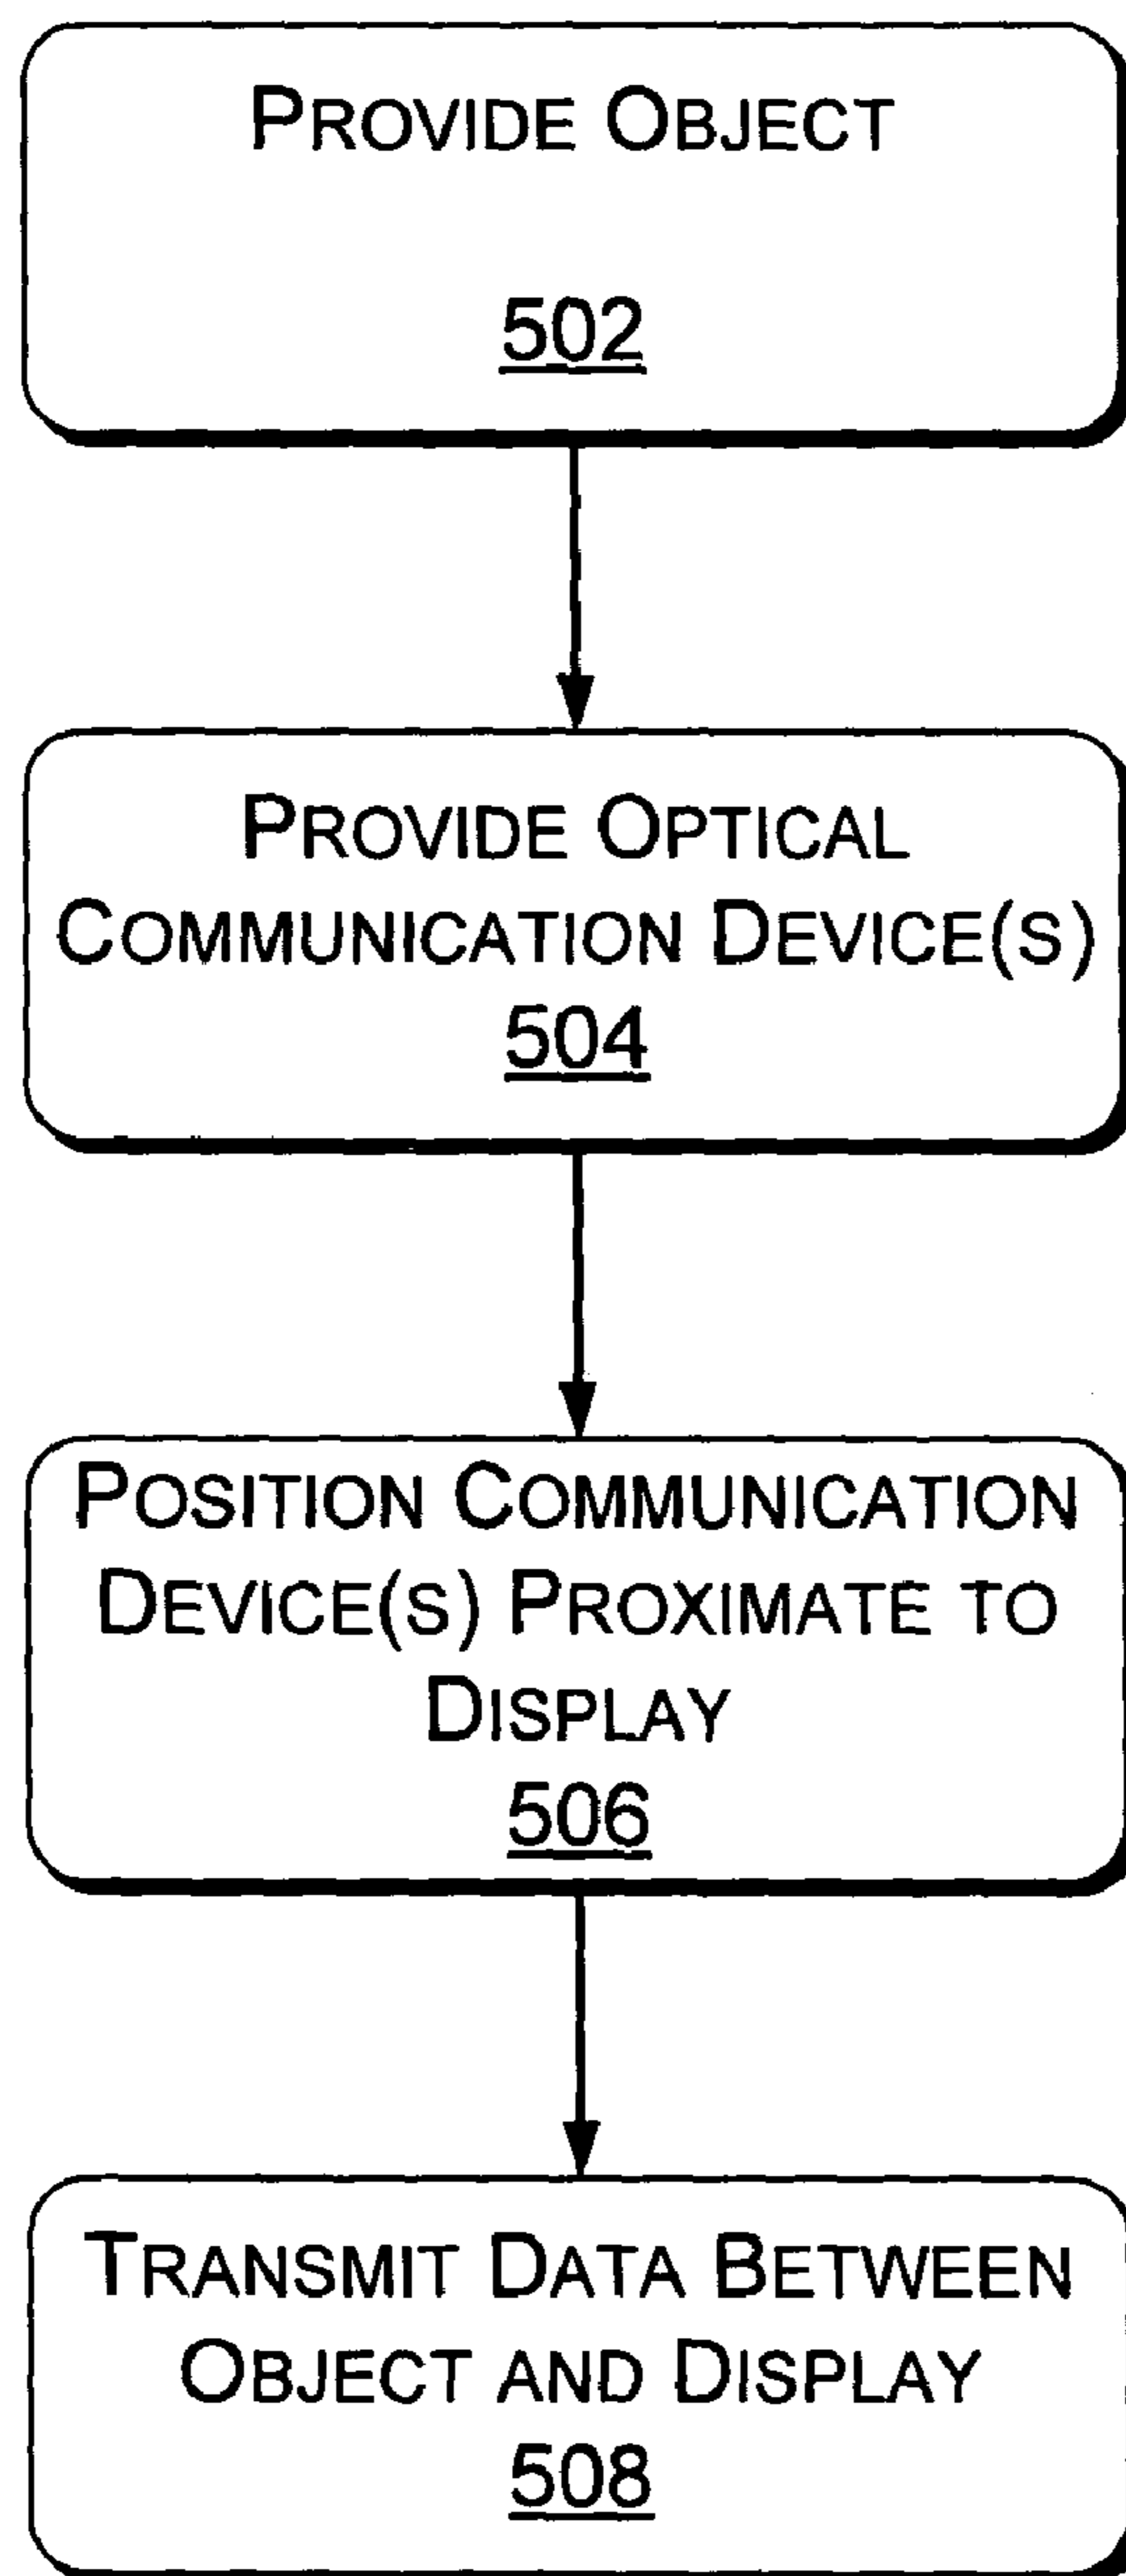 PROVIDE OBJECT
502
PROVIDE OPTICAL
COMMUNICATION DEVICE(S)
504
POSITION COMMUNICATION
DEVICE(S) PROXIMATE TO
DISPLAY
506
TRANSMIT DATA BETWEEN
OBJECT AND DISPLAY
508